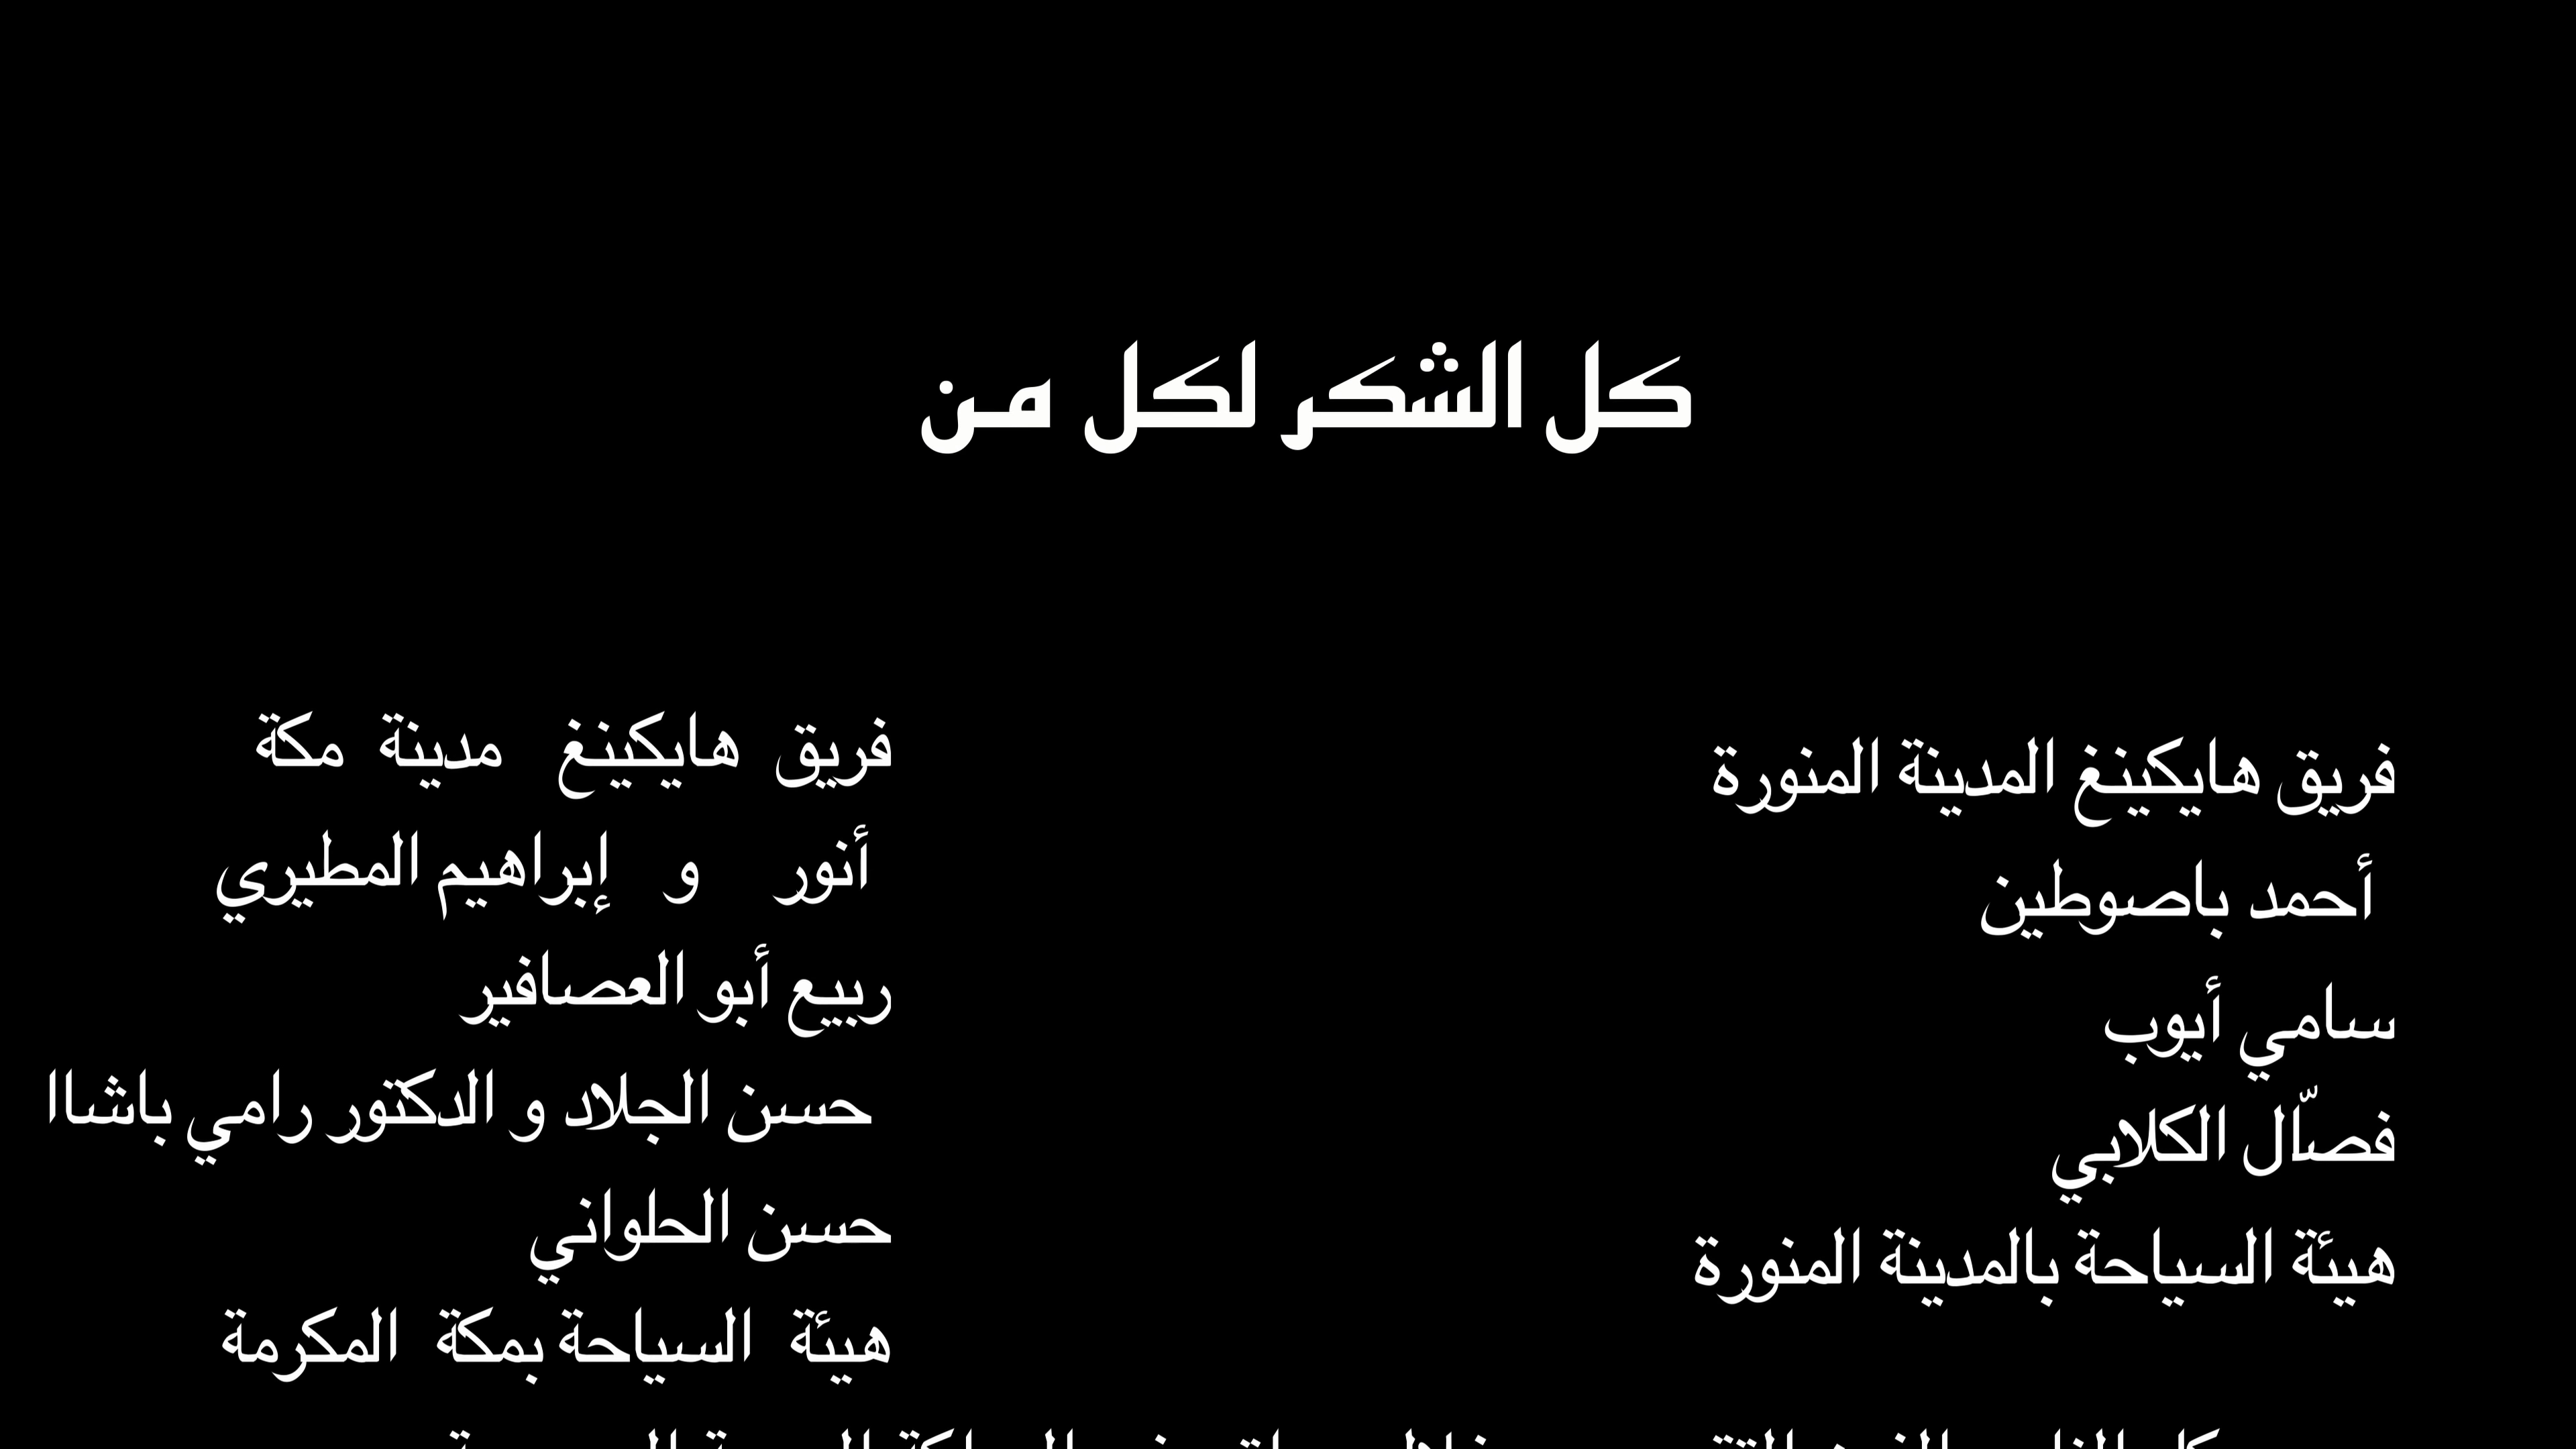 كل الشكر لكل من
فريق هايكينغ المدينة المنورة
أحمد باصوطين
سامي أيوب
فصّال الكلابي
هيئة السياحة بالمدينة المنورة
فريق هايكينغ مدينة مكة
أنور و إبراهيم المطيري
ربيع أبو العصافير
حسن الجلاد و الدكتور رامي باشاا
حسن الحلواني
هيئة السياحة بمكة المكرمة